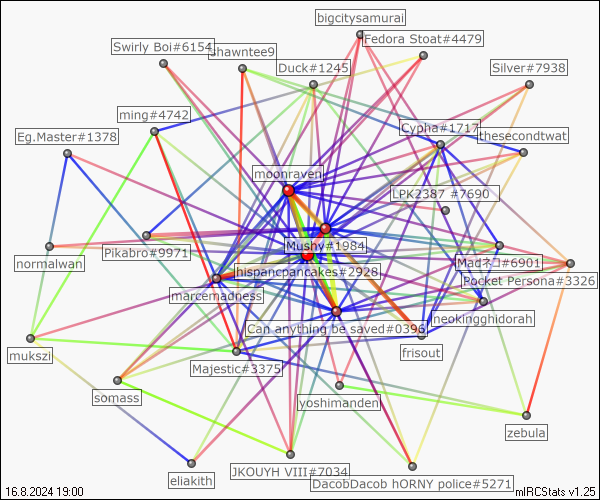 bigcitysamurai
Fedora Stoat#4479
Swirly Boi#6154
shawntee9
Duck#1245
Silver#7938
ming#4742
Cypha#1717
thesecondtwat
Eg.Master#1378
moonraven
LPK2387 #7690
Mushy#1984
Pikabro#9971
normalwan
hispancpancakes#2928
Madネコ#6901
Pocket Persona#3326
marcemadness
neokingghidorah
Can anything be saved#0396
frisout
mukszi
Majestic#3375
somass
yoshimanden
zebula
JKOUYH VIII#7034
eliakith
DacobDacob hORNY police#5271
16.8.2024 19:00
mIRCStats v1.25